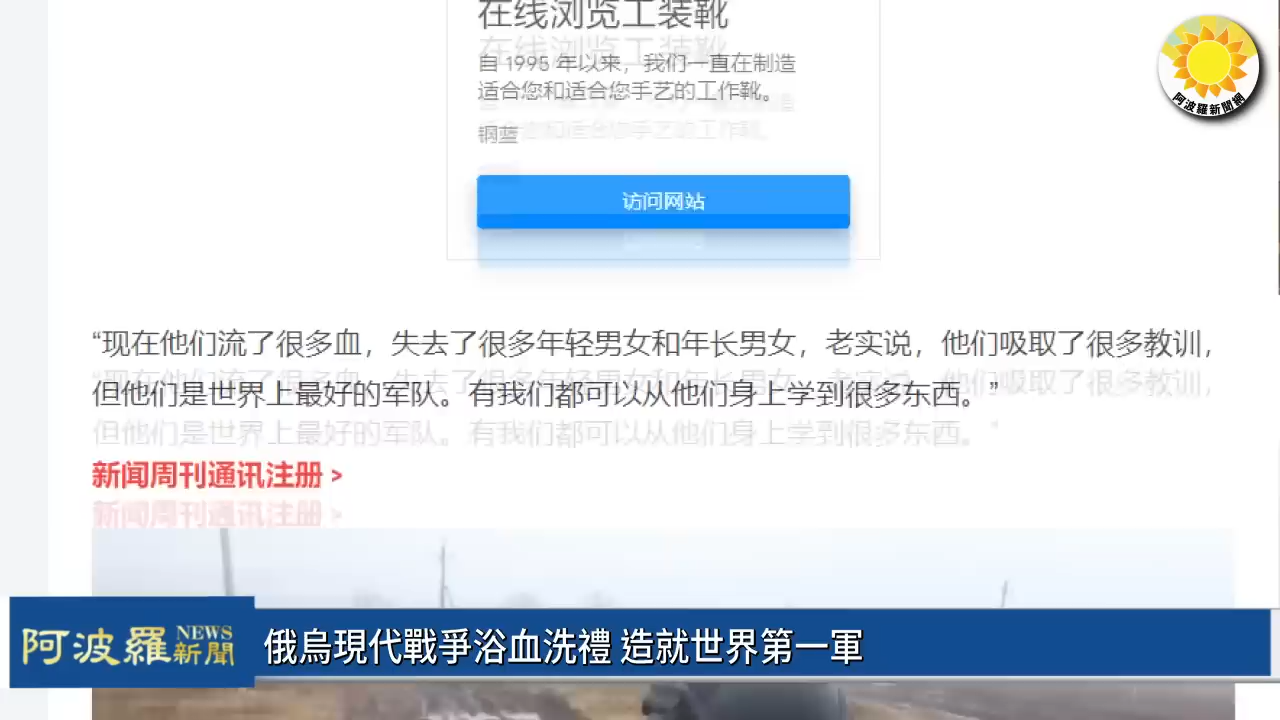 在线浏览工装靴
自 1995 年以来，我们一直在制造
适合您和适合您手艺的工作靴。
钢蓝
访问网站
阿波羅新聞網
“现在他们流了很多血，失去了很多年轻男女和年长男女，老实说，他们吸取了很多教训，
但他们是世界上最好的军队。有我们都可以从他们身上学到很多东西。”
新闻周刊通讯注册 >
阿波羅NEWS新聞
俄烏現代戰爭浴血洗禮 造就世界第一軍